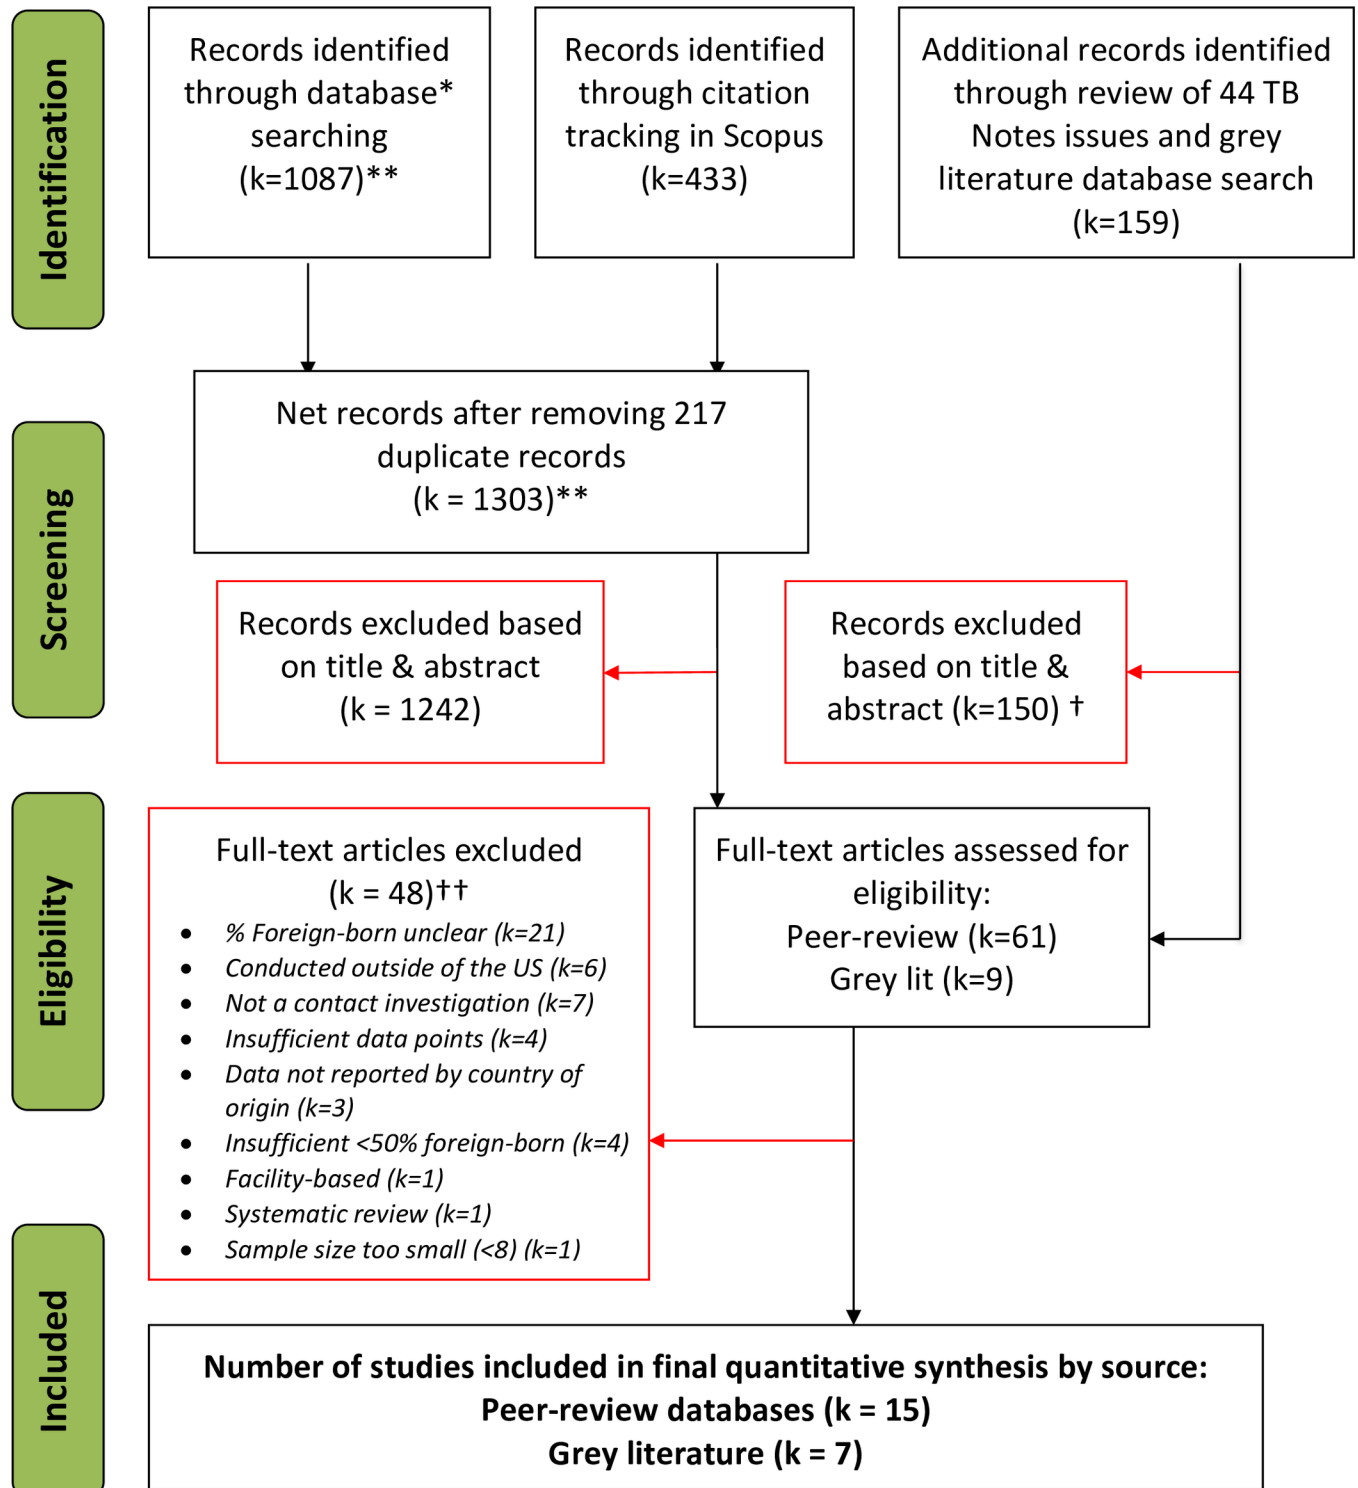 Identification
Records identified
through database*
searching
(k=1087)**
Records identified
through citation
tracking in Scopus
(k=433)
Additional records identified
through review of 44 TB
Notes issues and grey
literature database search
(k=159)
Screening
Net records after removing 217
duplicate records
(k = 1303)**
Records excluded based
on title & abstract
(k = 1242)
Records excluded
based on title &
abstract (k=150) †
Eligibility
Full-text articles excluded
(k = 48)††
• % Foreign-born unclear (k=21)
• Conducted outside of the US (k=6)
• Not a contact investigation (k=7)
• Insufficient data points (k=4)
• Data not reported by country of
origin (k=3)
• Insufficient <50% foreign-born (k=4)
• Facility-based (k=1)
• Systematic review (k=1)
• Sample size too small (<8) (k=1)
Full-text articles assessed for
eligibility:
Peer-review (k=61)
Grey lit (k=9)
Included
Number of studies included in final quantitative synthesis by source:
Peer-review databases (k = 15)
Grey literature (k = 7)